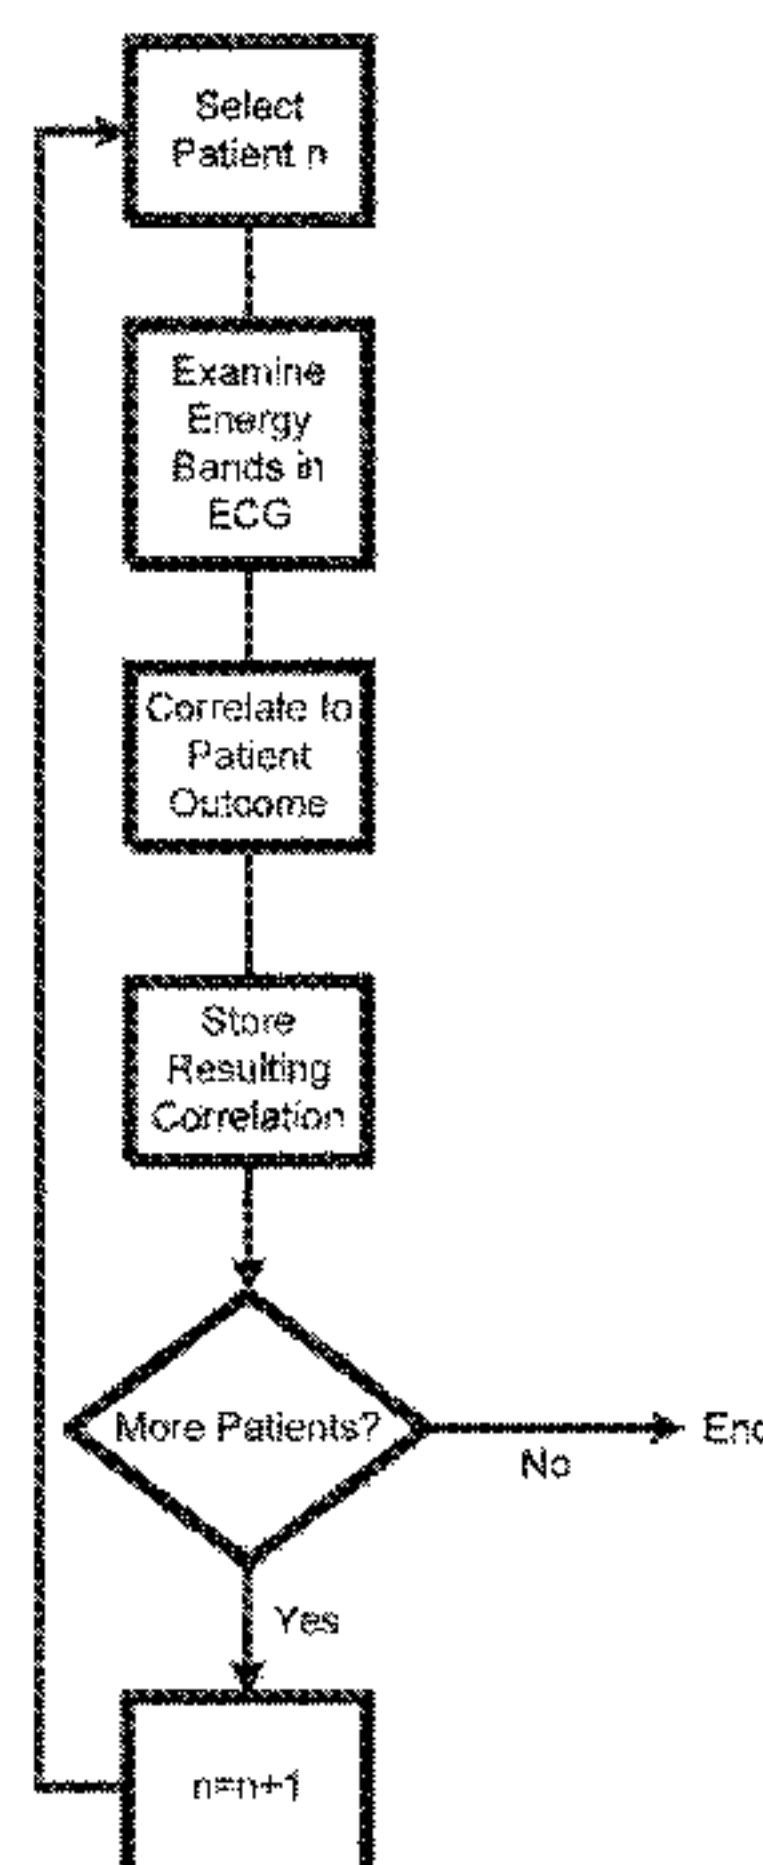 Select
Patient n
Examine
Energy
Bands in
ECG
Correlate to
Patient
Outcome
Store
Resulting
Correlation
More Patients?
No
End
Yes
n=n+1